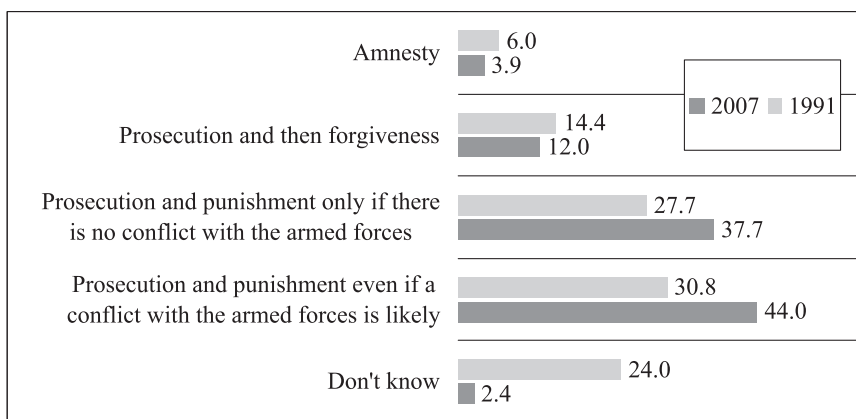 Amnesty
6.0
3.9
2007 1991
Prosecution and then forgiveness
14.4
12.0
Prosecution and punishment only if there
is no conflict with the armed forces
27.7
37.7
Prosecution and punishment even if a
conflict with the armed forces is likely
30.8
44.0
Don't know
24.0
2.4